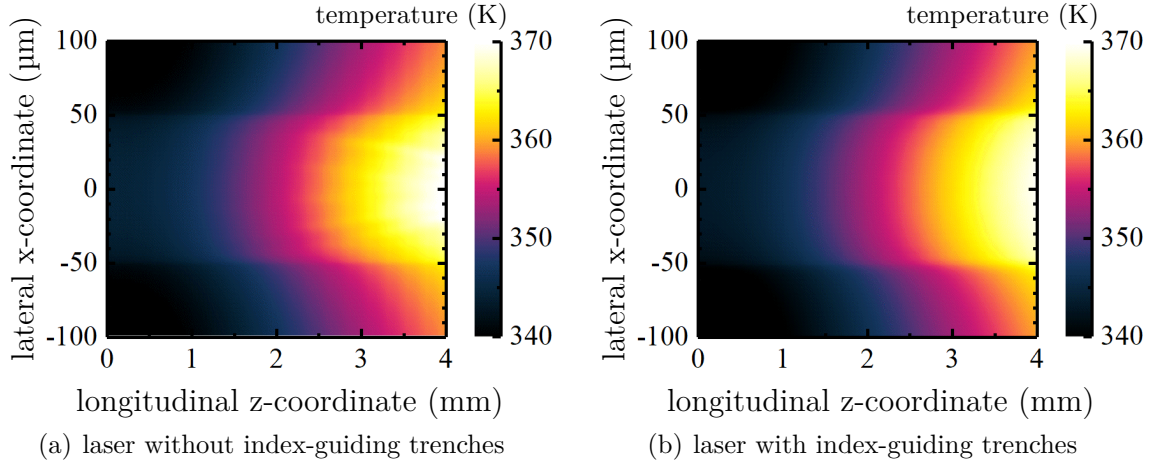 temperature (K)
lateral x-coordinate (µm)
100
50
0
-50
-100
0 1 2 3 4
370
360
350
340
longitudinal z-coordinate (mm)
(a) laser without index-guiding trenches
temperature (K)
lateral x-coordinate (µm)
100
50
0
-50
-100
0 1 2 3 4
370
360
350
340
longitudinal z-coordinate (mm)
(b) laser with index-guiding trenches